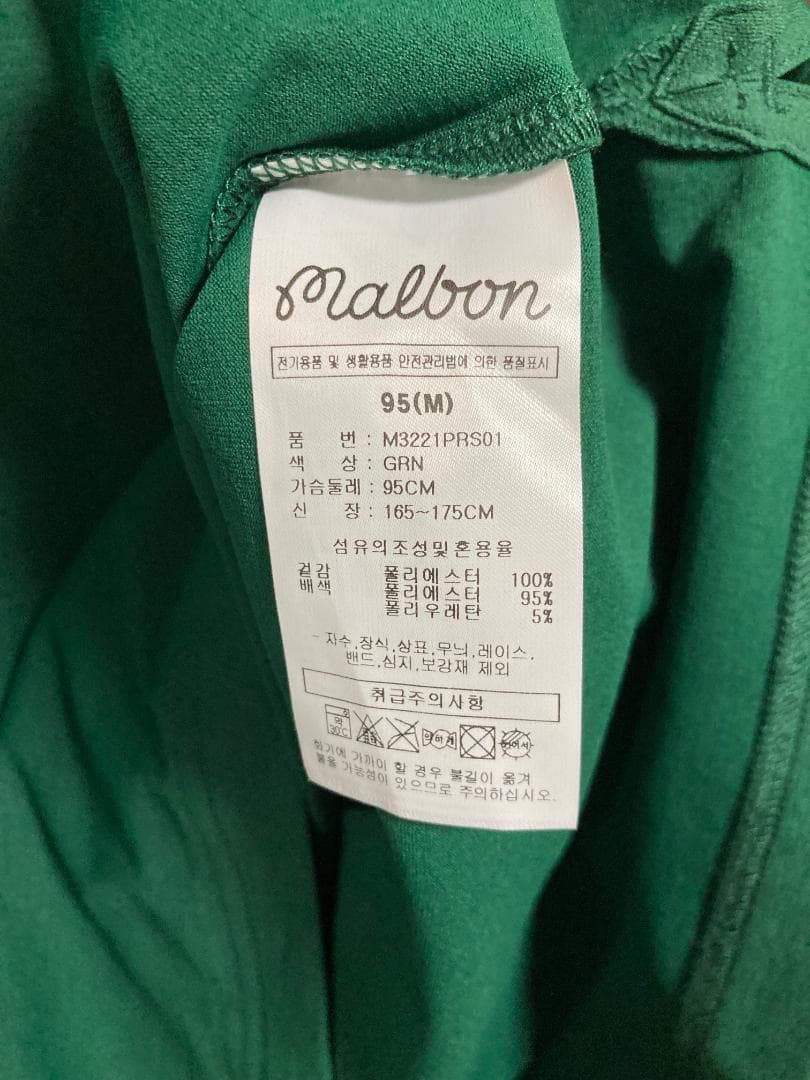 malbon
전기용품 및 생활용품 안전관리법에 의한 품질표시
95(M)
품 번 : M3221PRS01
색 상 : GRN
가슴둘레 : 95CM
신 장 : 165~175CM
섬유의조성및혼용율
겉감 폴리에스터 100%
배색 폴리에스터 95%
폴리우레탄 5%
- 자수,장식,상표,무늬,레이스,
밴드,심지,보강재 제외
취급주의사항
약 30℃ 약하게
화기에 가까이 할 경우 불길이 옮겨
붙을 가능성이 있으므로 주의하십시오.